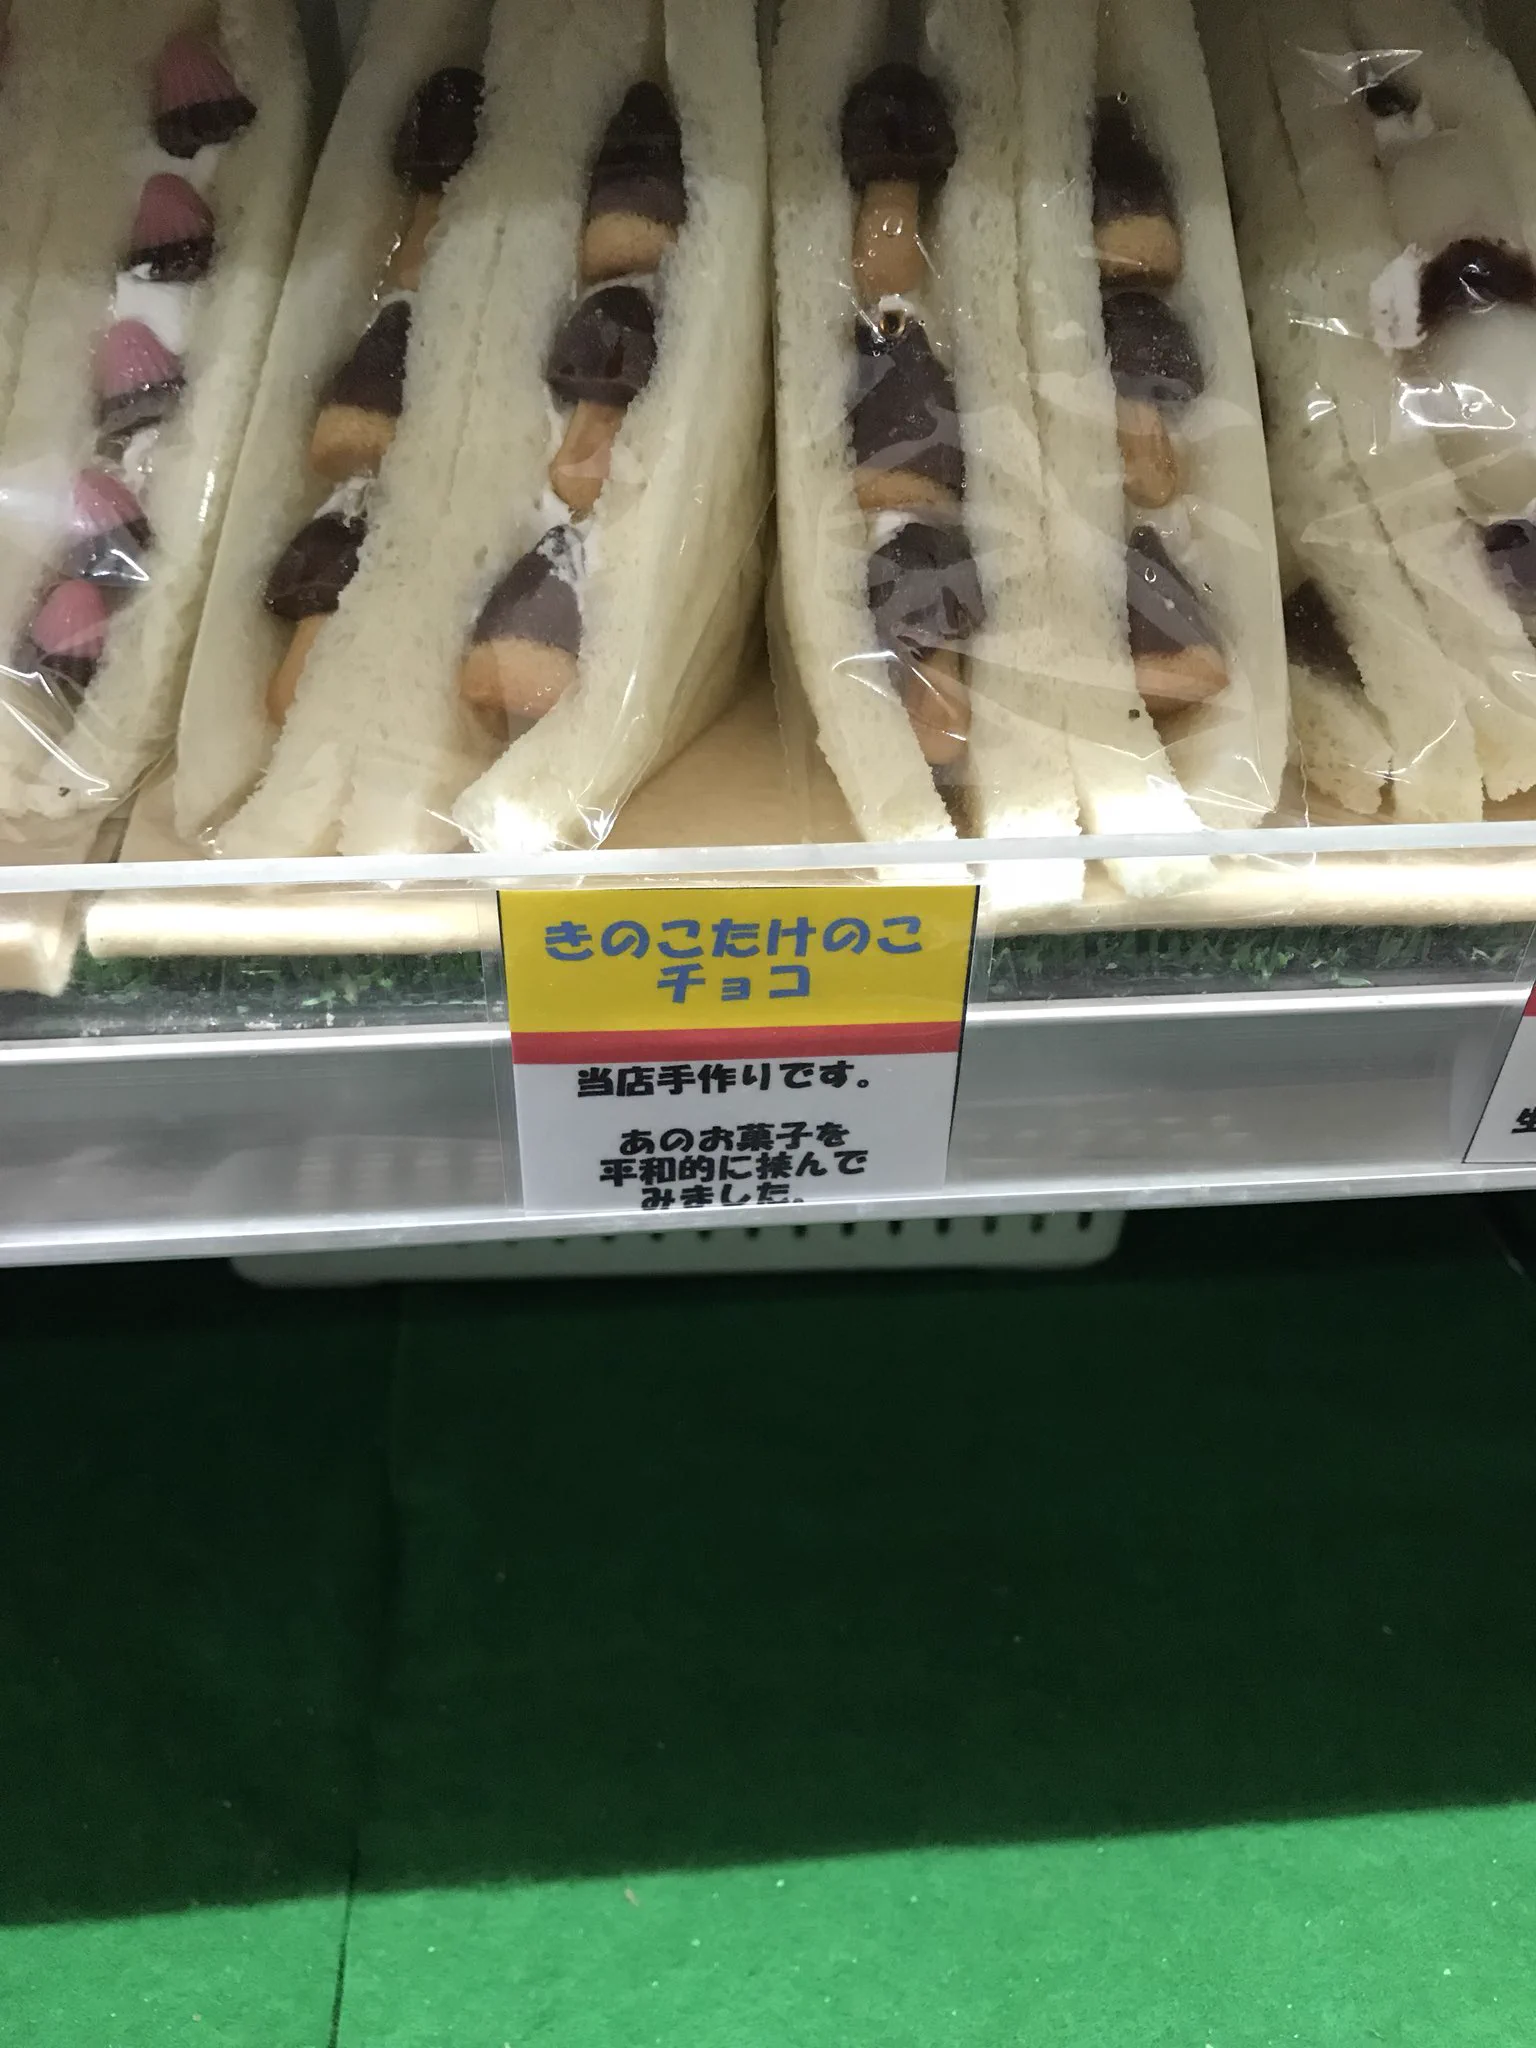 きのこたけのこ
チョコ
当店手作りです。
あのお菓子を
平和的に挟んで
みました。
生